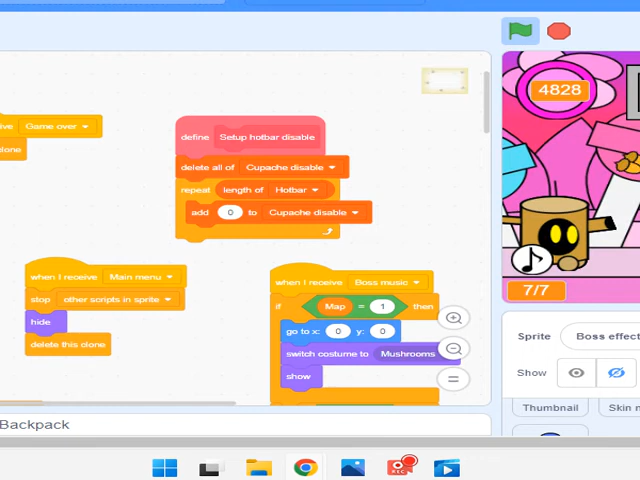 ive Game over
clone
define Setup hotbar disable
delete all of Cupache disable
repeat length of Hotbar
add 0 to Cupache disable
when I receive Main menu
stop other scripts in sprite
hide
delete this clone
when I receive Boss music
if Map = 1 then
go to x: 0 y: 0
switch costume to Mushrooms
show
4828
7/7
Sprite Boss effect
Show
Thumbnail Skin n
Backpack
REC